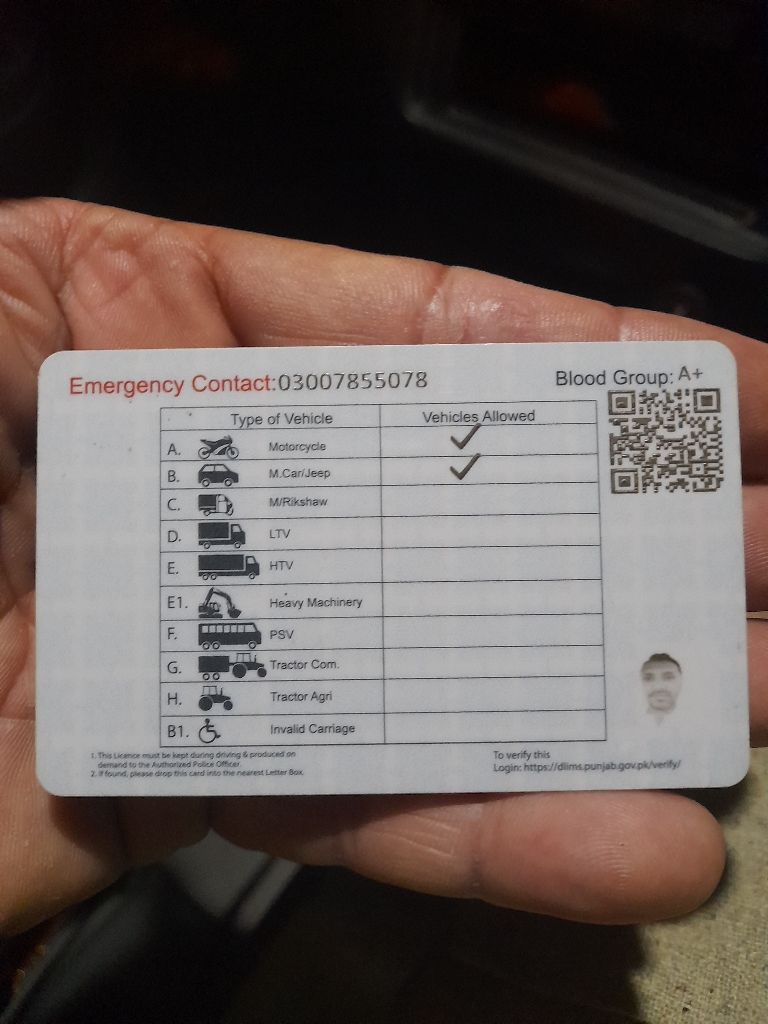 Emergency Contact:03007855078
Blood Group: A+
Type of Vehicle Vehicles Allowed
A. Motorcycle ✓
B. M.Car/Jeep ✓
C. M/Rikshaw
D. LTV
E. HTV
E1. Heavy Machinery
F. PSV
G. Tractor Com.
H. Tractor Agri
B1. Invalid Carriage
1. This Licence must be kept during driving & produced on
demand to the Authorized Police Officer.
2. If found, please drop this card into the nearest Letter Box.
To verify this
Login: https://dlims.punjab.gov.pk/verify/